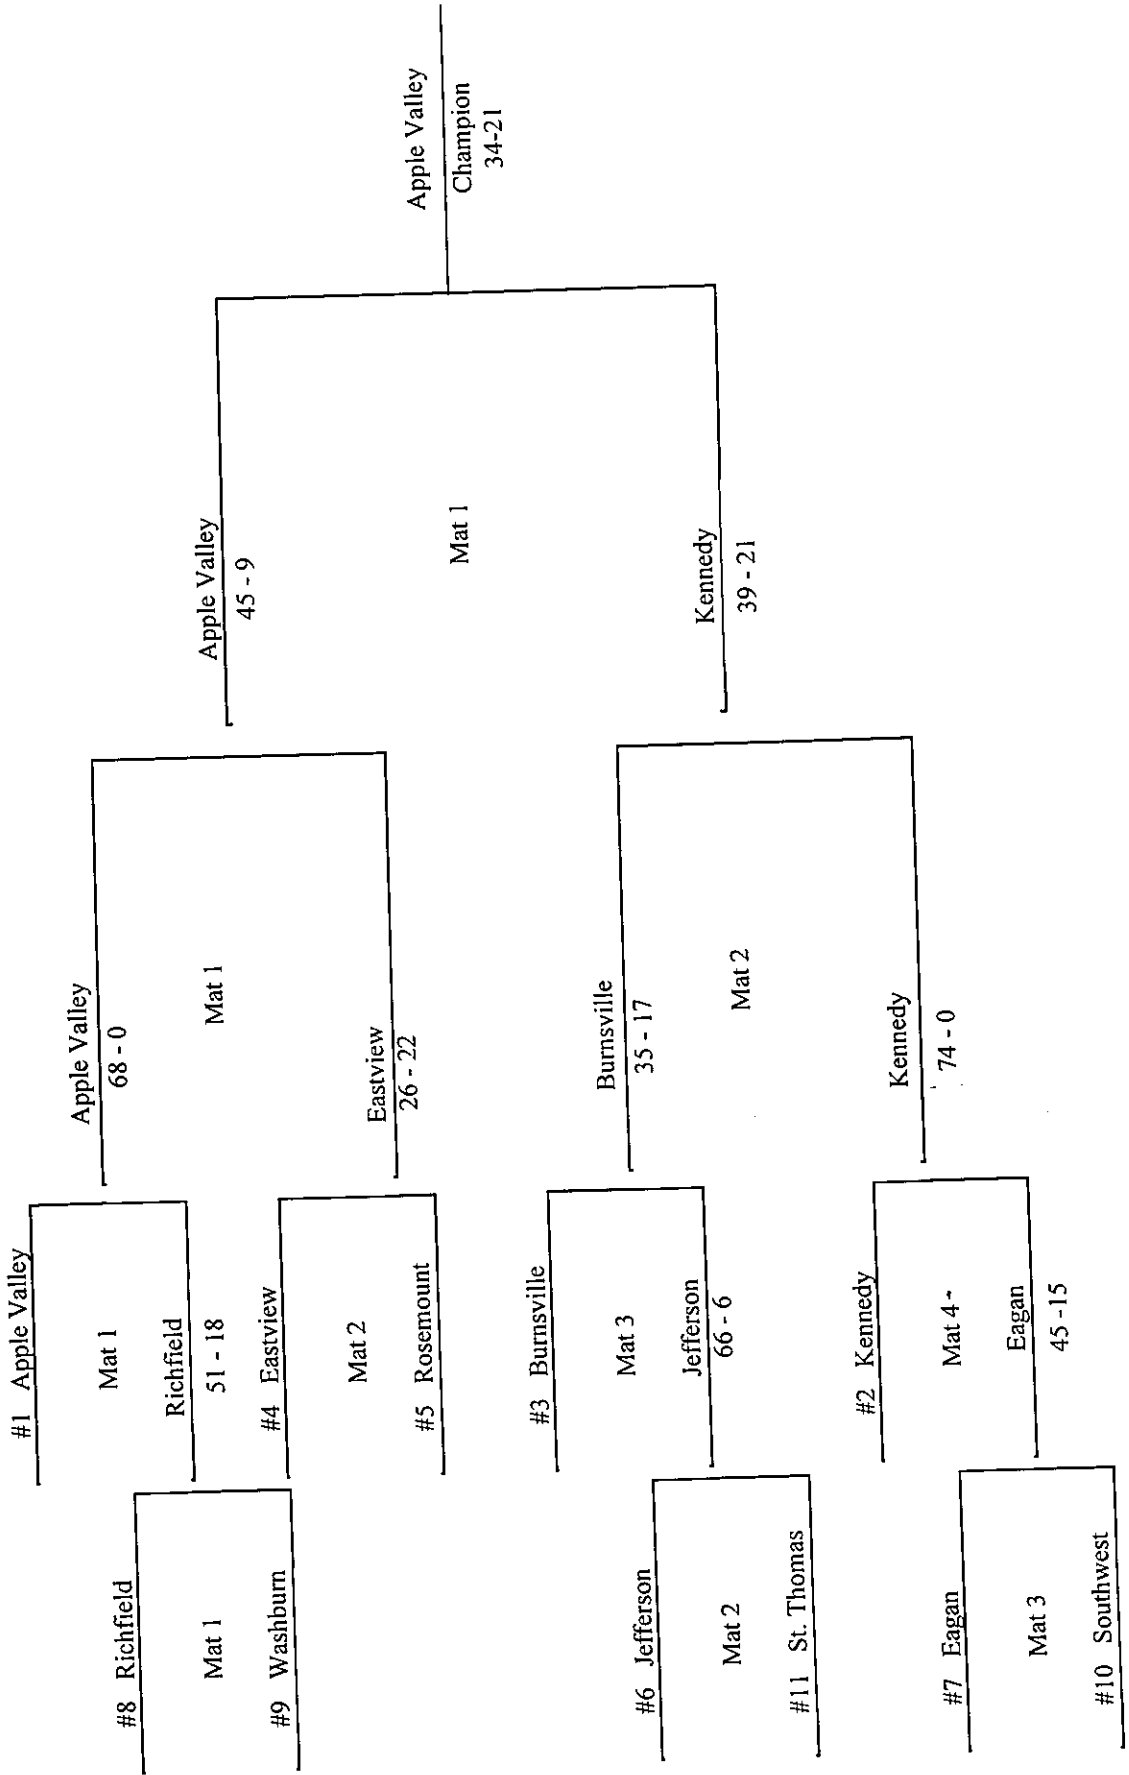 #8 Richfield
Mat 1
#9 Washburn
#6 Jefferson
Mat 2
#11 St. Thomas
#7 Eagan
Mat 3
#10 Southwest
#1 Apple Valley
Mat 1
Richfield
51 - 18
#4 Eastview
Mat 2
#5 Rosemount
#3 Burnsville
Mat 3
Jefferson
66 - 6
#2 Kennedy
Mat 4
Eagan
45 -15
Apple Valley
68 - 0
Mat 1
Eastview
26 - 22
Burnsville
35 - 17
Mat 2
Kennedy
74 - 0
Apple Valley
45 - 9
Mat 1
Kennedy
39 - 21
Apple Valley
Champion
34-21